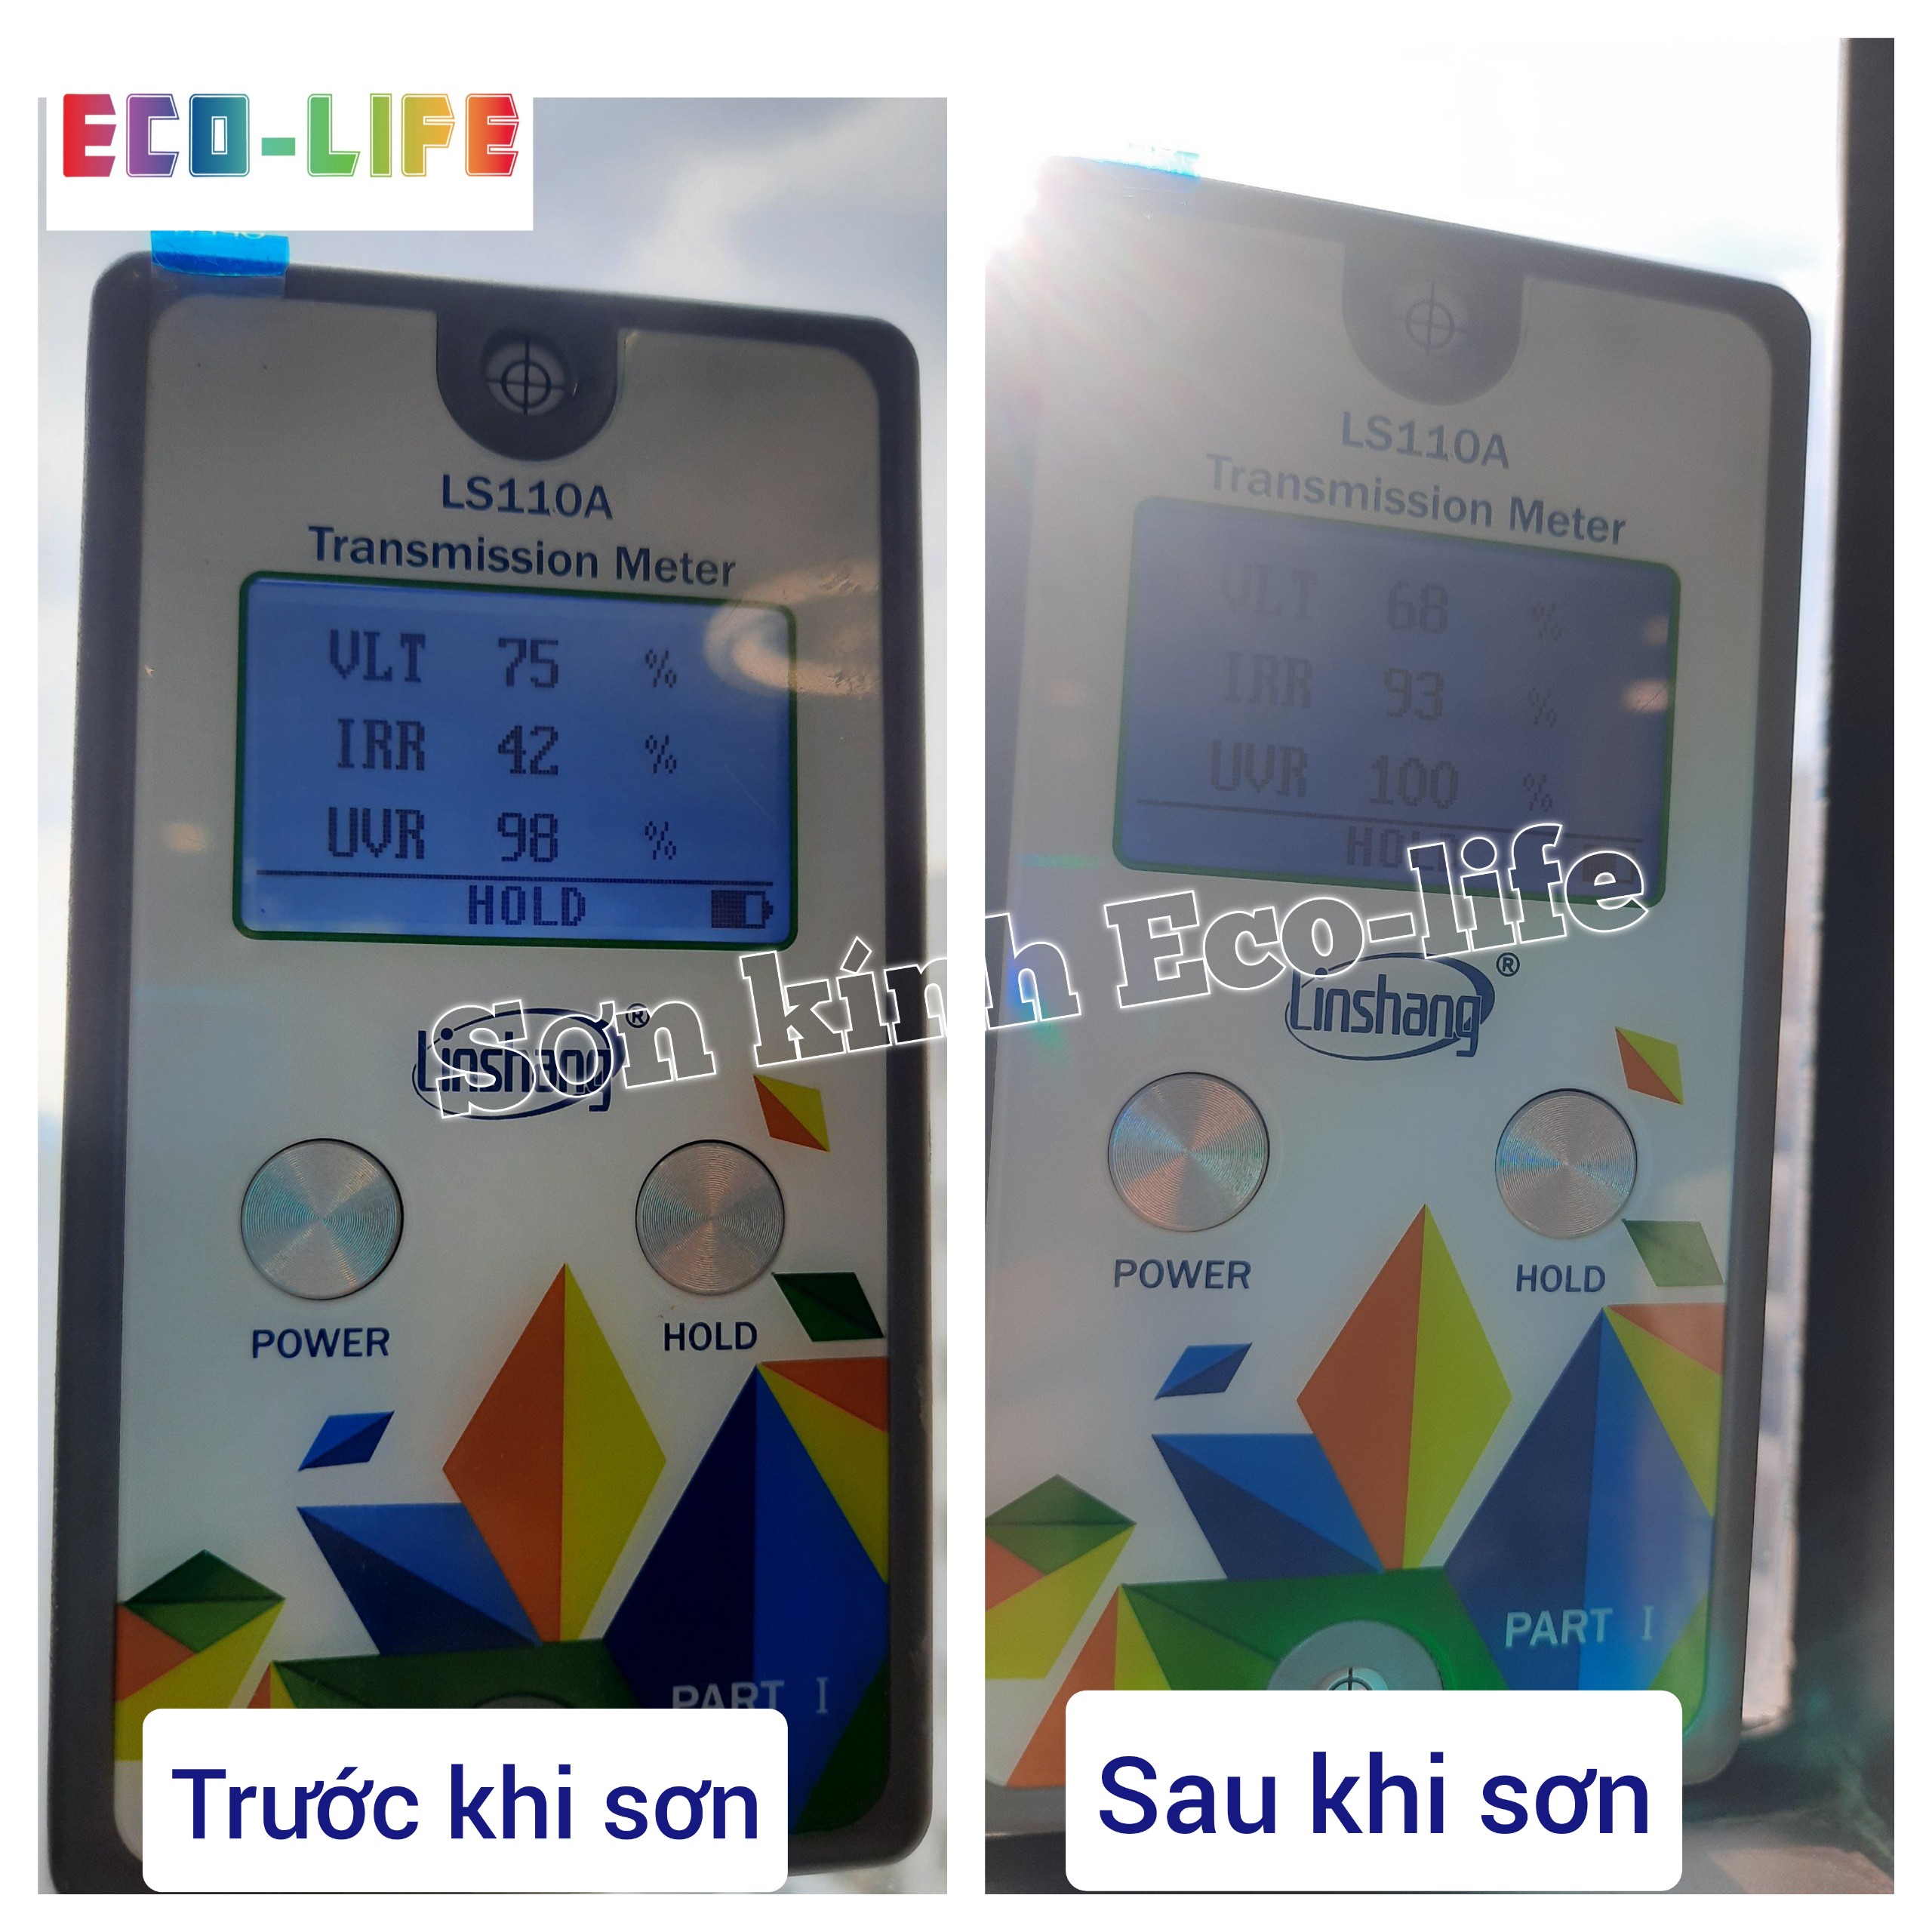 ECO-LIFE
LS110A
Transmission Meter
VLT 75 %
IRR 42 %
UVR 98 %
HOLD
Linshang®
POWER
HOLD
PART I
Trước khi sơn
LS110A
Transmission Meter
VLT 68 %
IRR 93 %
UVR 100 %
HOLD
Linshang®
POWER
HOLD
PART I
Sau khi sơn
Sơn kính Eco-life